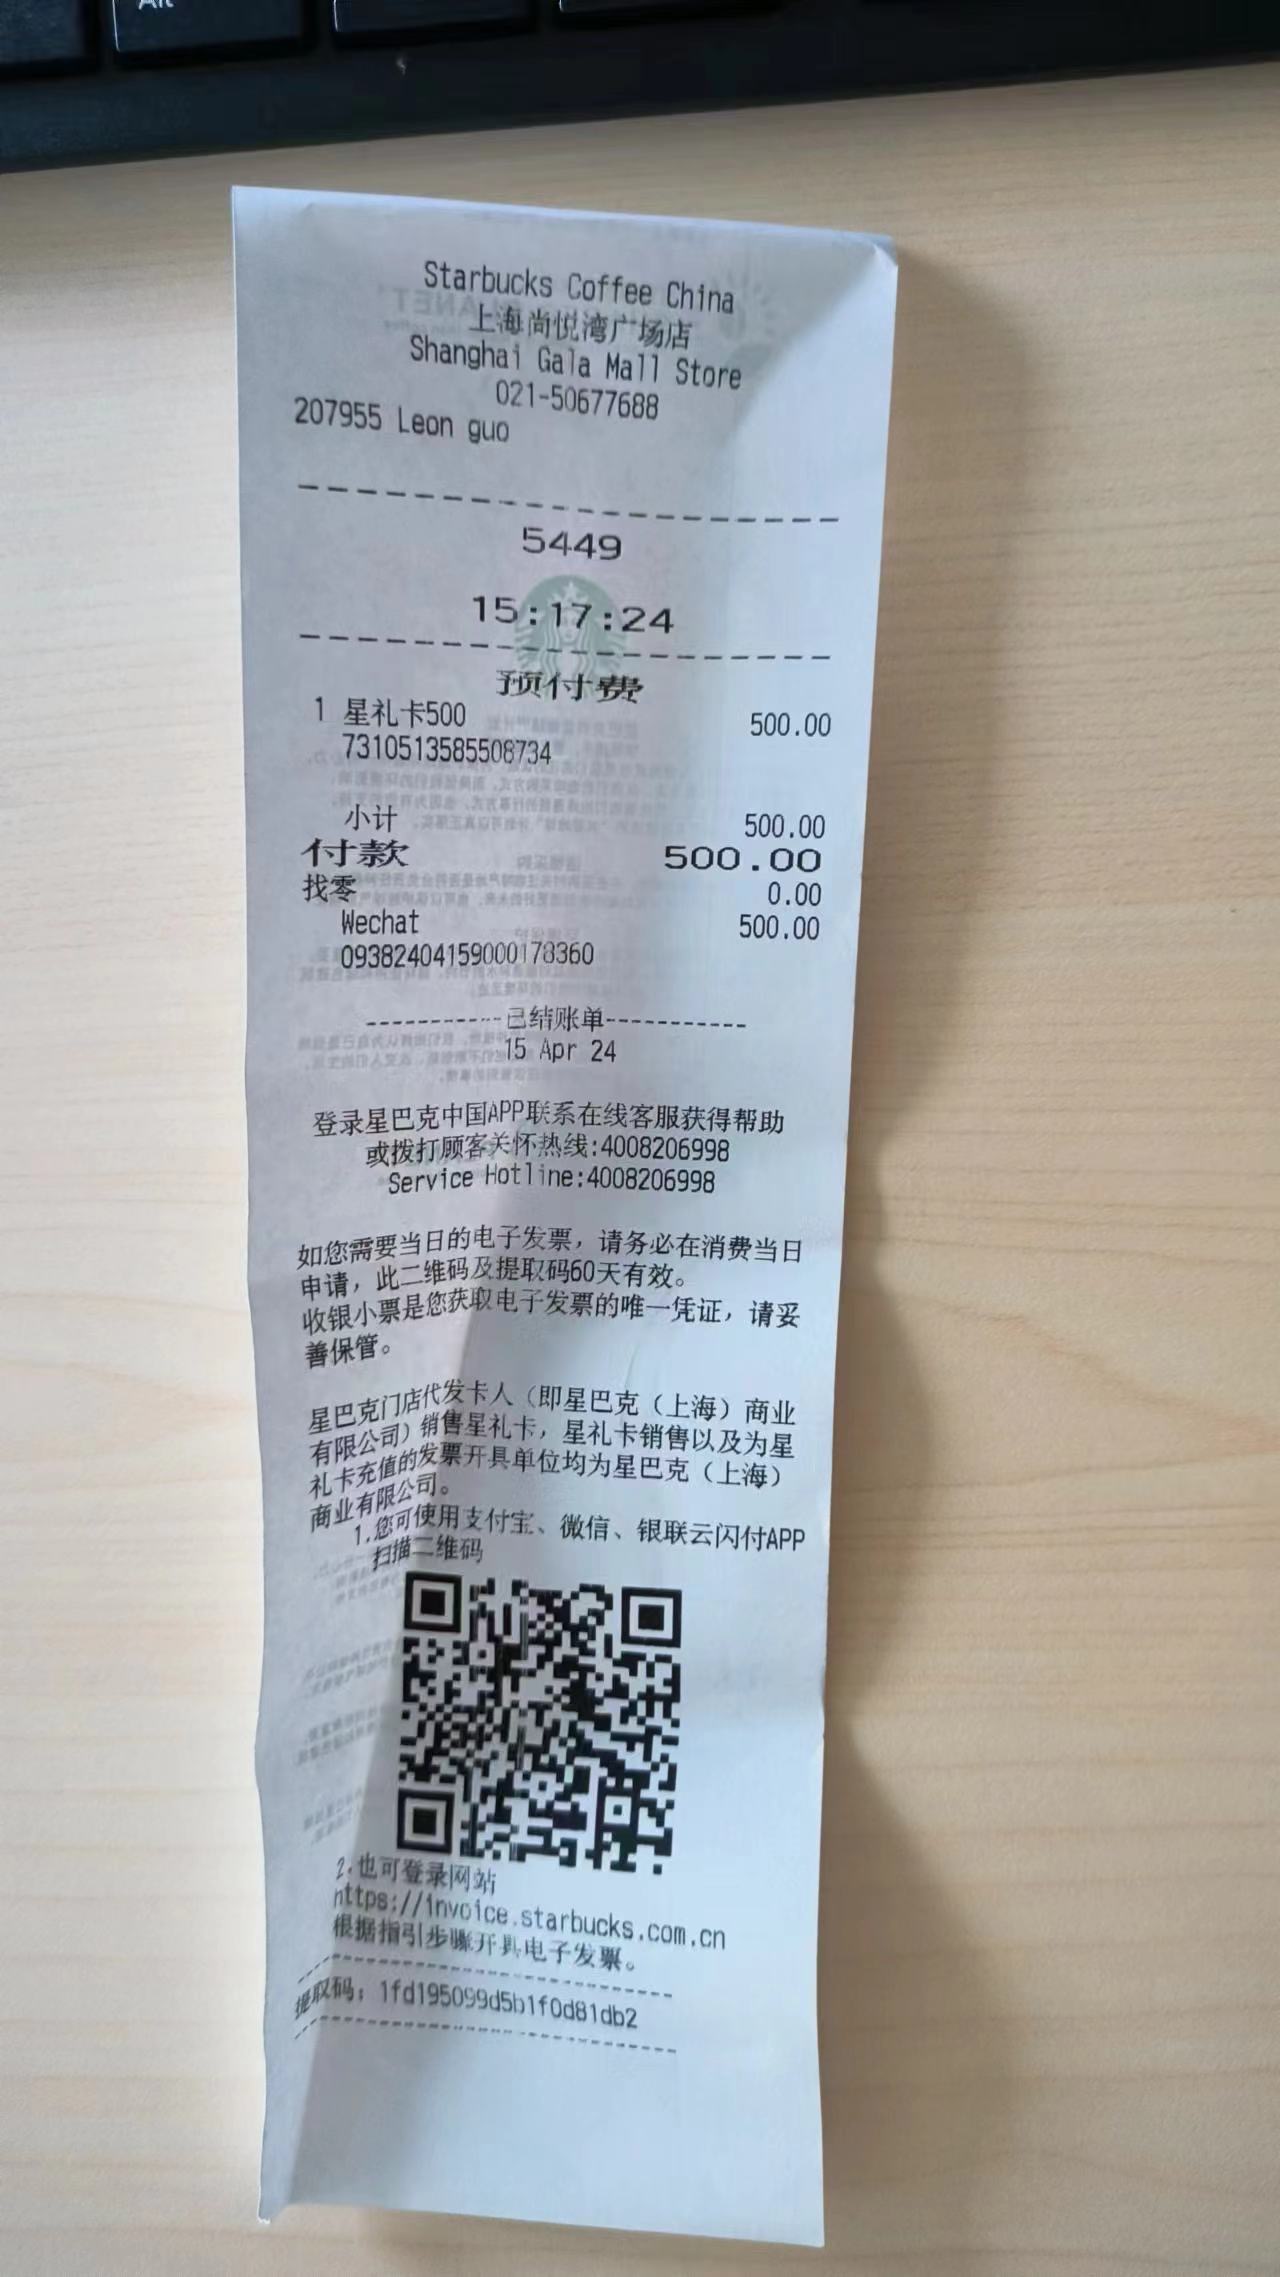 Alt
Starbucks Coffee China
上海尚悦湾广场店
Shanghai Gala Mall Store
021-50677688
207955 Leon guo
5449
15:17:24
预付费
1 星礼卡500 500.00
7310513585508734
小计 500.00
付款 500.00
找零 0.00
Wechat 500.00
09382404159000178360
-----------已结账单-----------
15 Apr 24
登录星巴克中国APP联系在线客服获得帮助
或拨打顾客关怀热线:4008206998
Service Hotline:4008206998
如您需要当日的电子发票，请务必在消费当日
申请，此二维码及提取码60天有效。
收银小票是您获取电子发票的唯一凭证，请妥
善保管。
星巴克门店代发卡人（即星巴克（上海）商业
有限公司）销售星礼卡，星礼卡销售以及为星
礼卡充值的发票开具单位均为星巴克（上海）
商业有限公司。
1.您可使用支付宝、微信、银联云闪付APP
扫描二维码
2.也可登录网站
https://invoice.starbucks.com.cn
根据指引步骤开具电子发票。
提取码：1fd195099d5b1f0d81db2